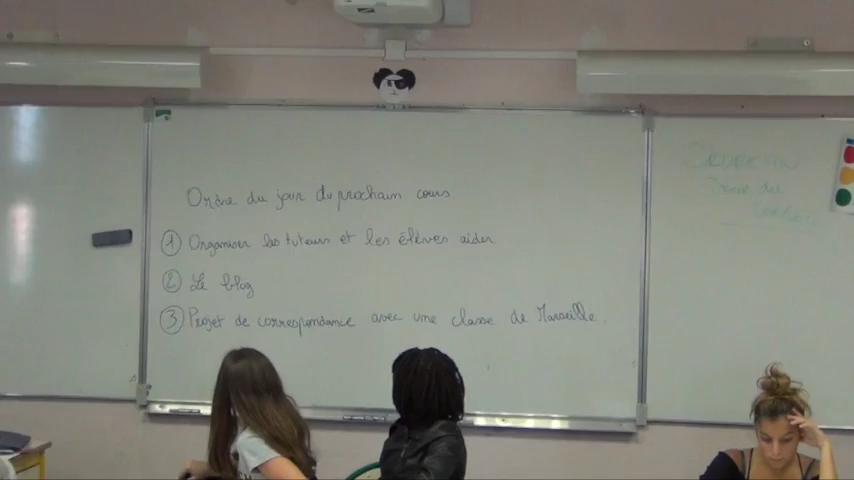 Ordre du jour du prochain cours
① Organiser les tuteurs et les élèves aider
② Le blog
③ Projet de correspondance avec une classe de Marseille.